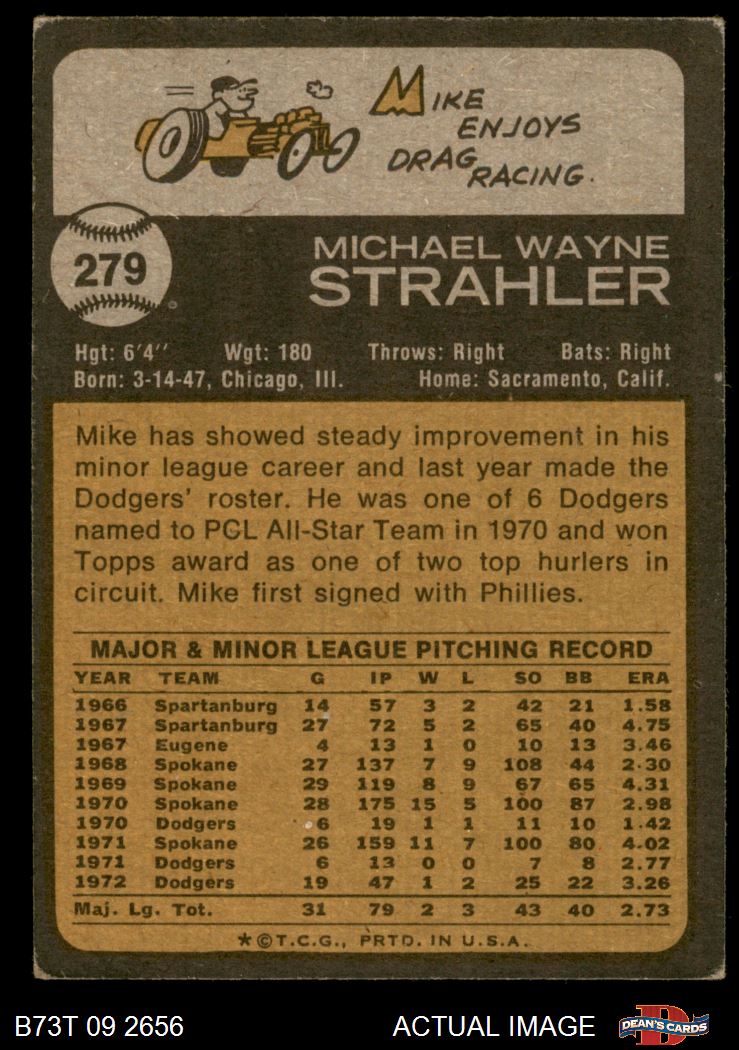 MIKE
ENJOYS
DRAG
RACING.
279
MICHAEL WAYNE
STRAHLER
Hgt: 6'4" Wgt: 180 Throws: Right Bats: Right
Born: 3-14-47, Chicago, Ill. Home: Sacramento, Calif.
Mike has showed steady improvement in his
minor league career and last year made the
Dodgers' roster. He was one of 6 Dodgers
named to PCL All-Star Team in 1970 and won
Topps award as one of two top hurlers in
circuit. Mike first signed with Phillies.
MAJOR & MINOR LEAGUE PITCHING RECORD
YEAR TEAM G IP W L SO BB ERA
1966 Spartanburg 14 57 3 2 42 21 1.58
1967 Spartanburg 27 72 5 2 65 40 4.75
1967 Eugene 4 13 1 0 10 13 3.46
1968 Spokane 27 137 7 9 108 44 2.30
1969 Spokane 29 119 8 9 67 65 4.31
1970 Spokane 28 175 15 5 100 87 2.98
1970 Dodgers 6 19 1 1 11 10 1.42
1971 Spokane 26 159 11 7 100 80 4.02
1971 Dodgers 6 13 0 0 7 8 2.77
1972 Dodgers 19 47 1 2 25 22 3.26
Maj. Lg. Tot. 31 79 2 3 43 40 2.73
*©T.C.G., PRTD. IN U.S.A.
B73T 09 2656 ACTUAL IMAGE D DEAN'S CARDS